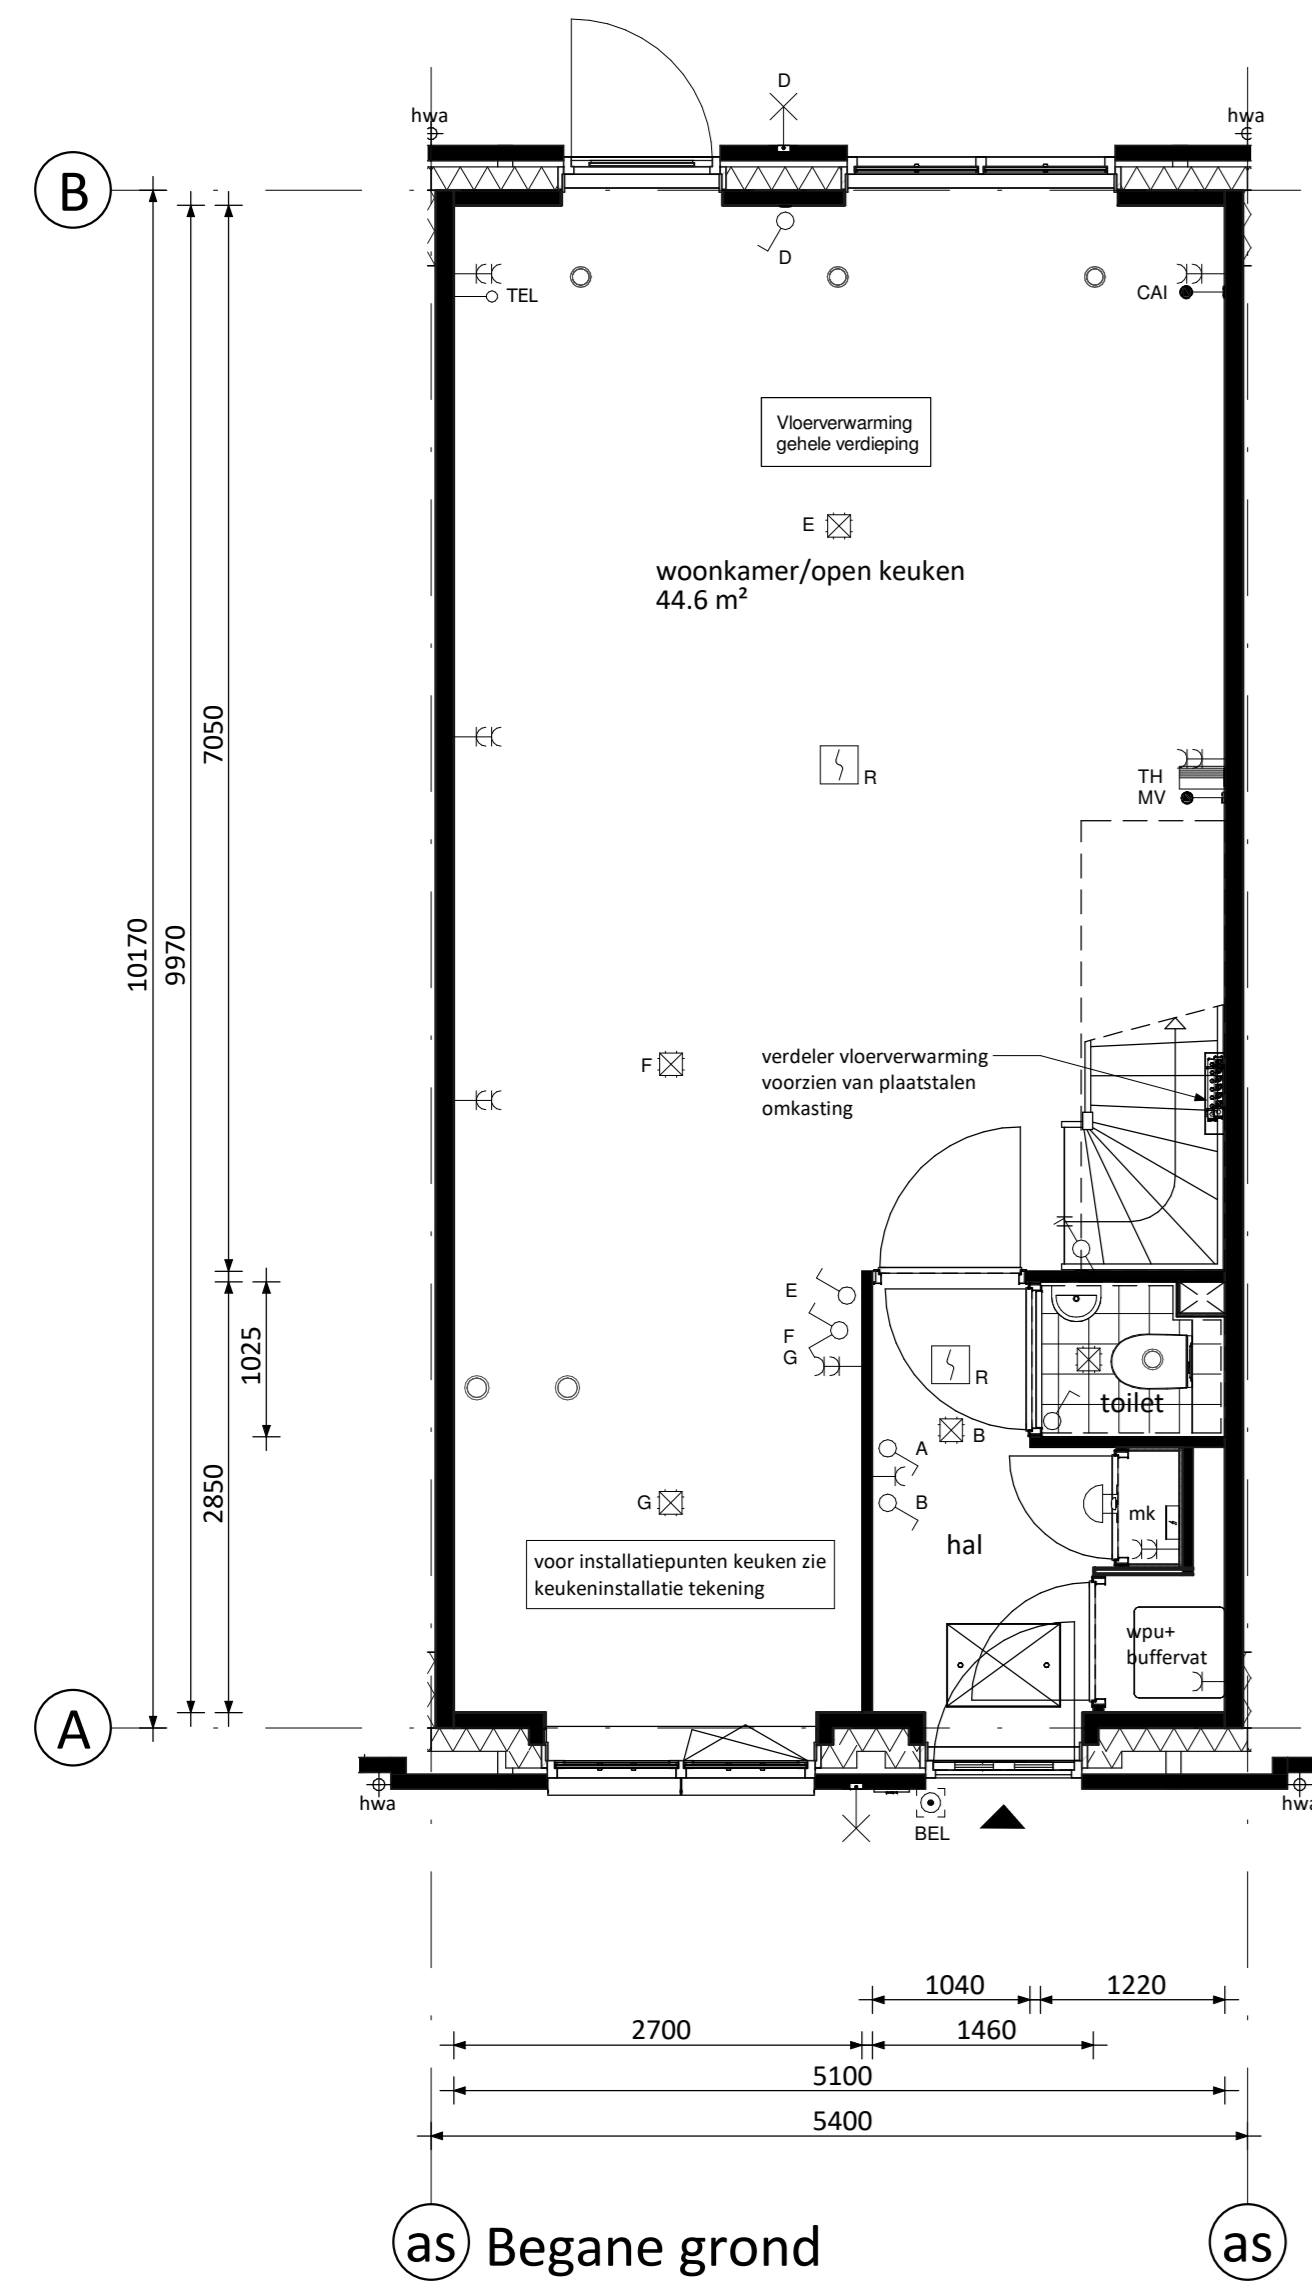 D
hwa
hwa
B
D
TEL
CAI
Vloerverwarming
gehele verdieping
E
woonkamer/open keuken
44.6 m²
7050
R
TH
MV
10170
9970
F
verdeler vloerverwarming
voorzien van plaatstalen
omkasting
E
F
G
1025
R
toilet
B
A
B
2850
G
mk
hal
voor installatiepunten keuken zie
keukeninstallatie tekening
wpu+
buffervat
A
hwa
hwa
BEL
1040
1220
2700
1460
5100
5400
as
Begane grond
as